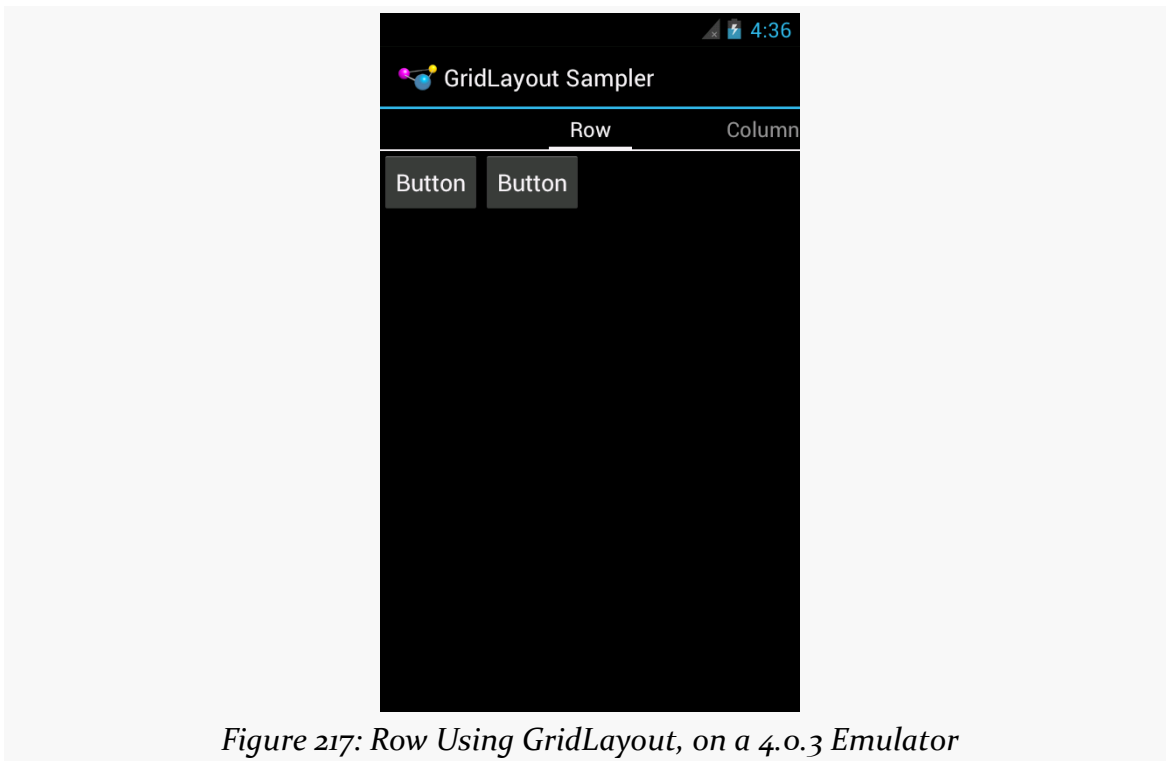 4:36
GridLayout Sampler
Row Column
Button Button
Figure 217: Row Using GridLayout, on a 4.0.3 Emulator